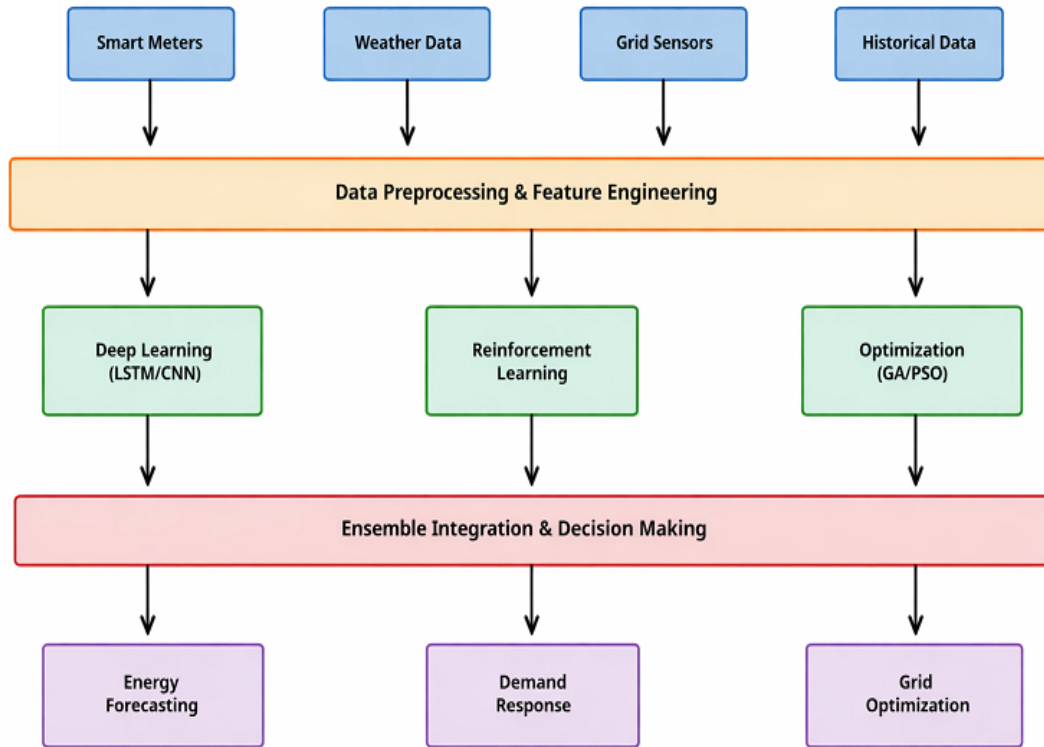 Smart Meters
Weather Data
Grid Sensors
Historical Data
Data Preprocessing & Feature Engineering
Deep Learning
(LSTM/CNN)
Reinforcement
Learning
Optimization
(GA/PSO)
Ensemble Integration & Decision Making
Energy
Forecasting
Demand
Response
Grid
Optimization